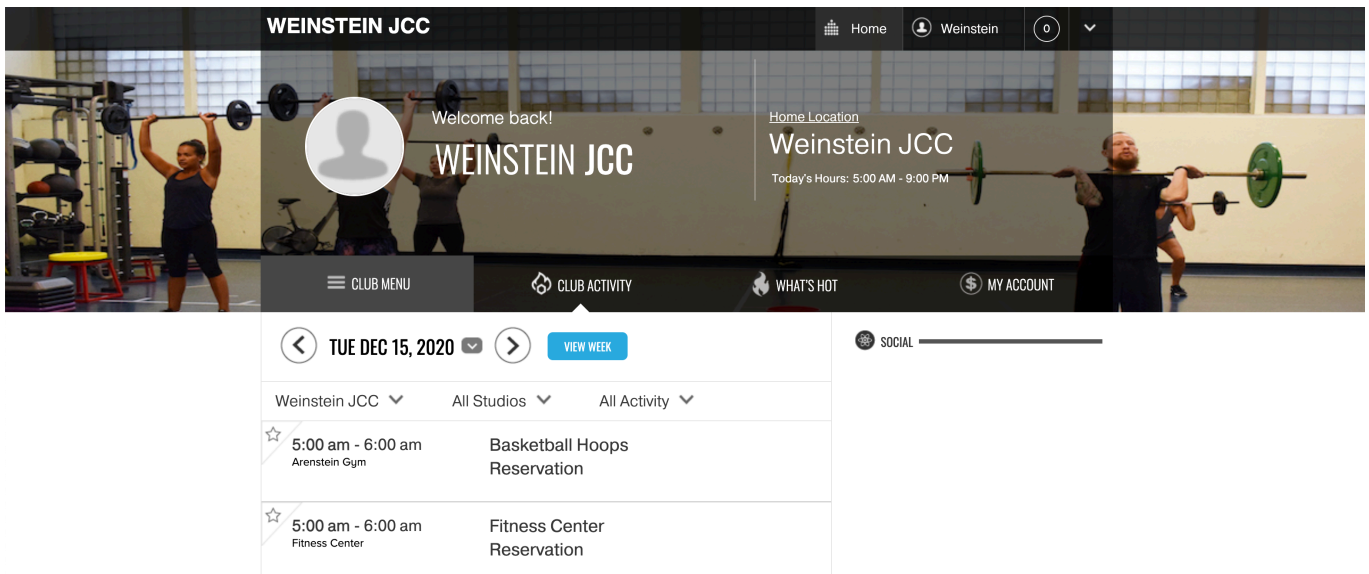 WEINSTEIN JCC
Home
Weinstein
0
Welcome back!
WEINSTEIN JCC
Home Location
Weinstein JCC
Today's Hours: 5:00 AM - 9:00 PM
CLUB MENU
CLUB ACTIVITY
WHAT'S HOT
$ MY ACCOUNT
TUE DEC 15, 2020
VIEW WEEK
SOCIAL
Weinstein JCC
All Studios
All Activity
5:00 am - 6:00 am
Arenstein Gym
Basketball Hoops
Reservation
5:00 am - 6:00 am
Fitness Center
Fitness Center
Reservation